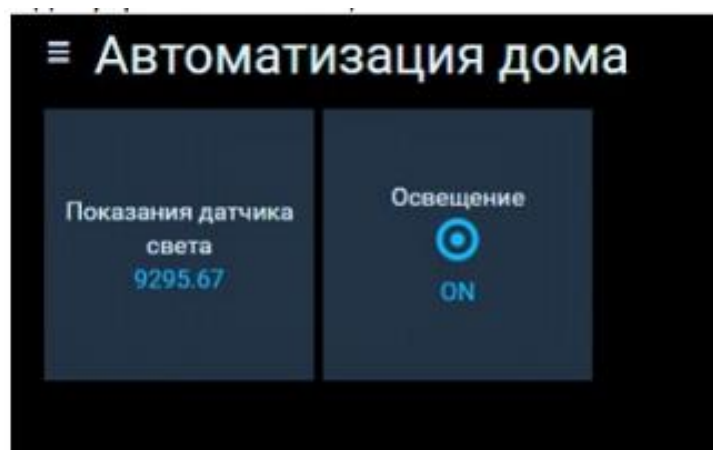 Автоматизация дома
Показания датчика
света
9295.67
Освещение
ON